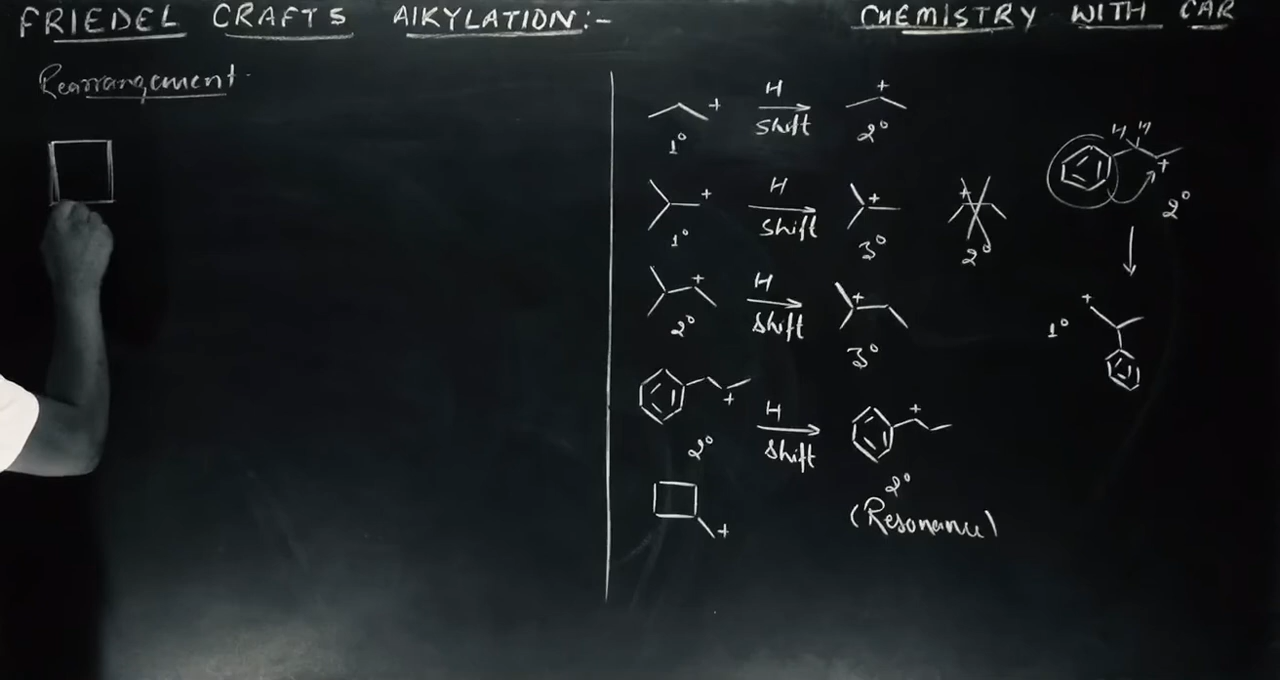 FRIEDEL CRAFTS AIKYLATION:-
CHEMISTRY WITH CAR
Rearrangement.
+ H Shift +
1° 2°
H H
+
2°
+ H Shift + +
1° 3° 2°
+ H Shift +
2° 3°
+
1°
+ H Shift +
2° 2°
(Resonance)
+